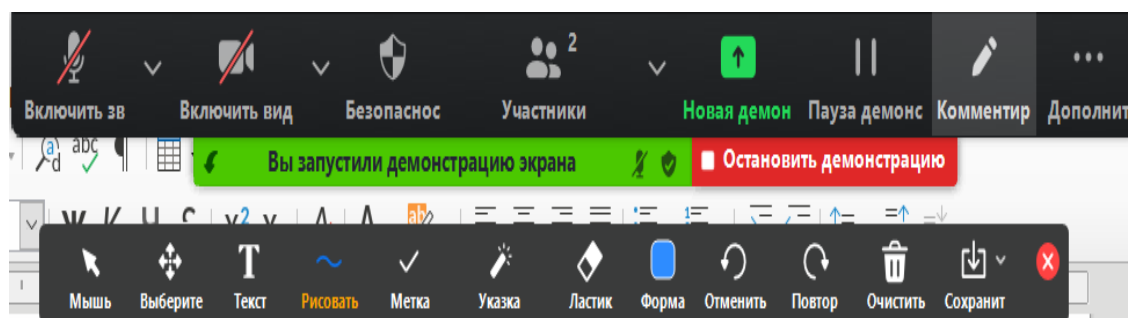 2
Включить зв Включить вид Безопаснос Участники Новая демон Пауза демонс Комментир Дополнит
Вы запустили демонстрацию экрана Остановить демонстрацию
Мышь Выберите Текст Рисовать Метка Указка Ластик Форма Отменить Повтор Очистить Сохранит